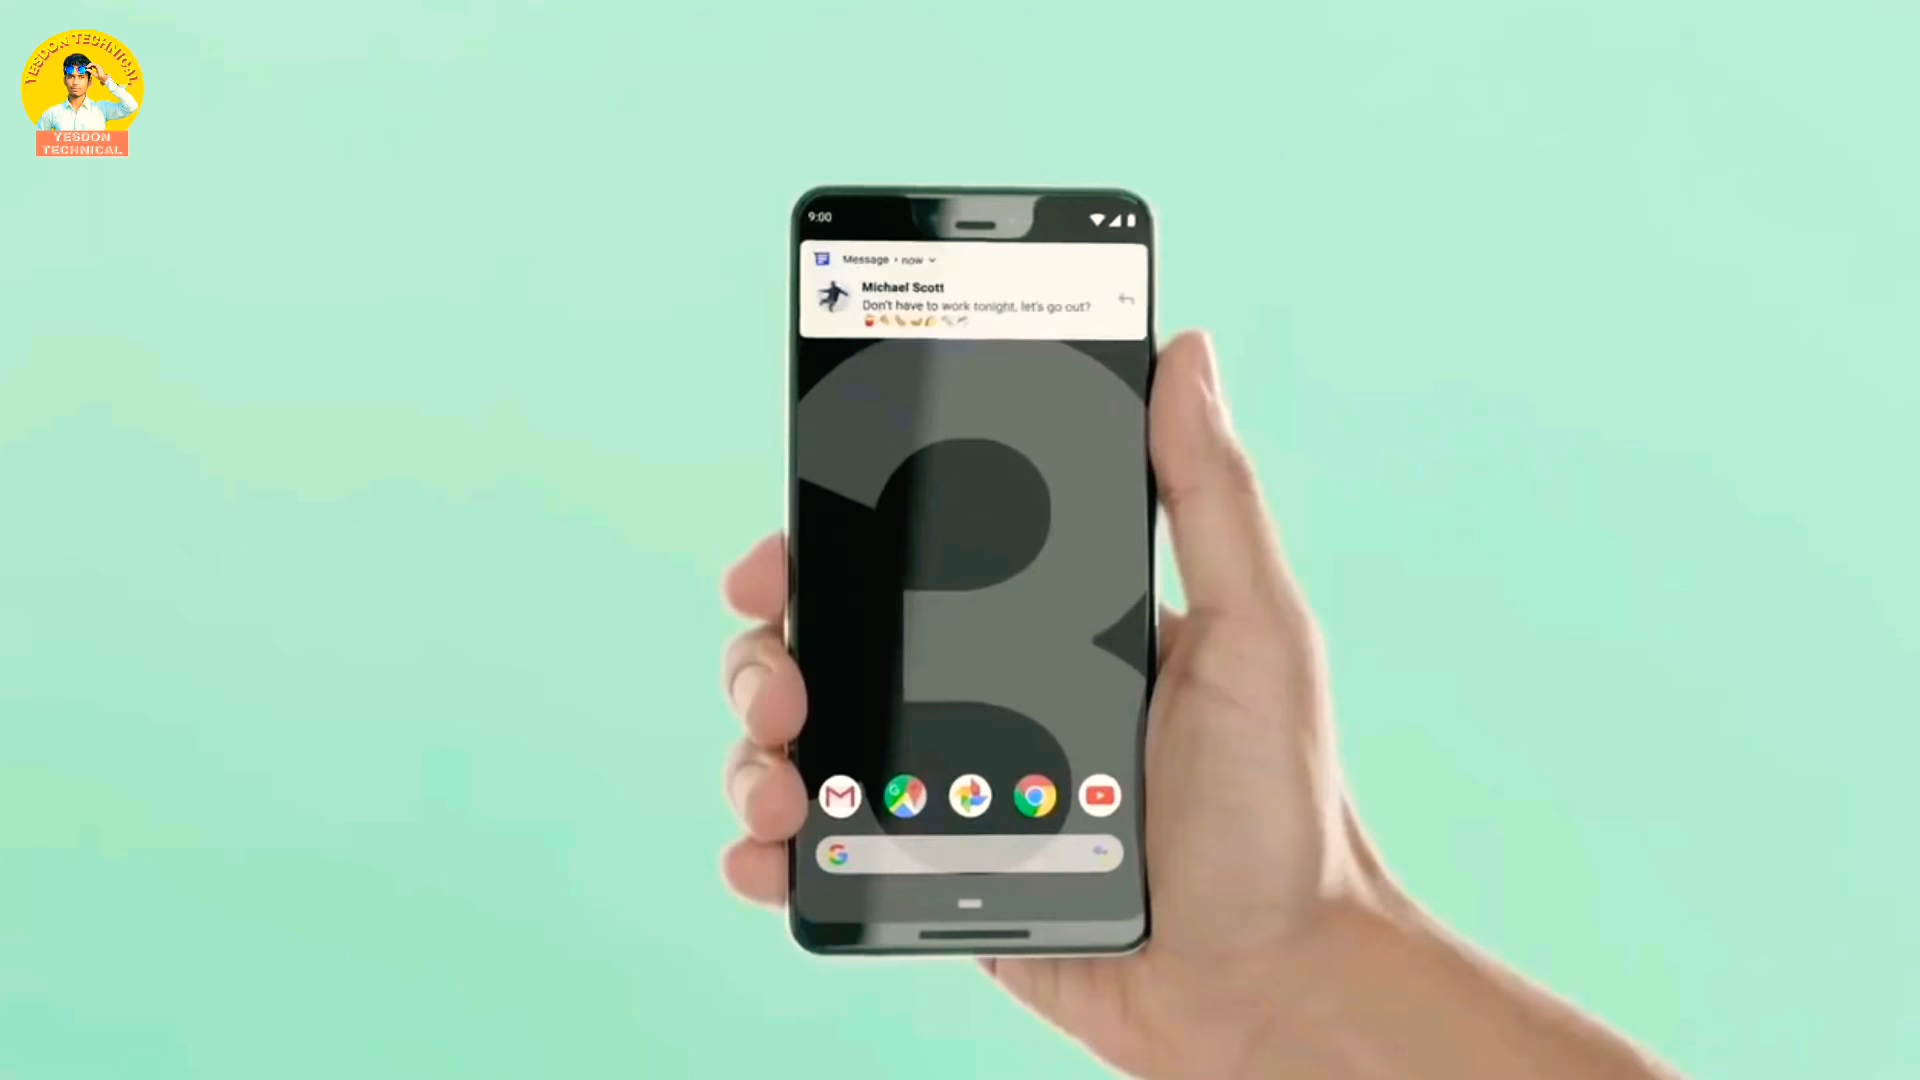 YESDON TECHNICAL
YESDON
TECHNICAL
9:00
Message • now
Michael Scott
Don't have to work tonight, let's go out?